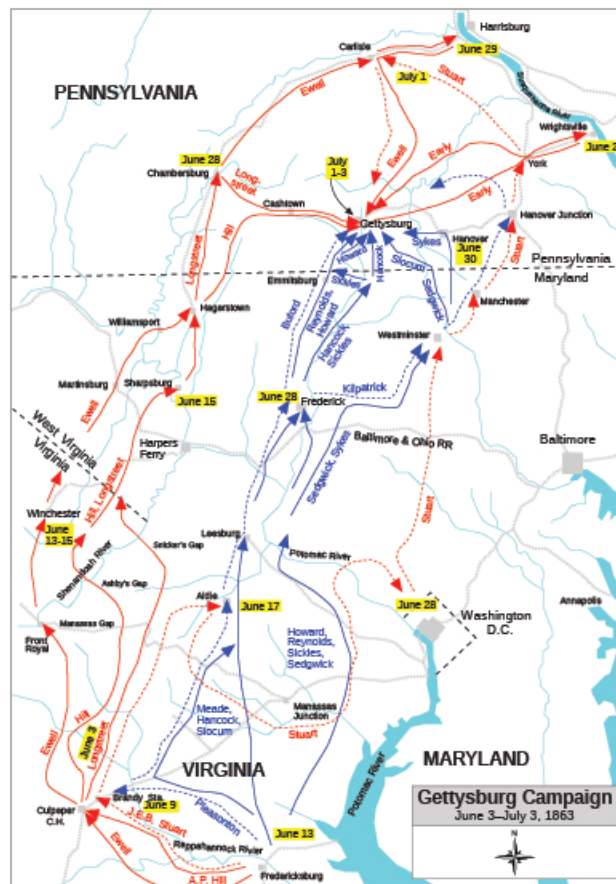 Harrisburg
Carlisle
June 29
PENNSYLVANIA
Ewell
July 1
Stuart
Susquehanna River
Wrightsville
June 2
June 28
Chambersburg
Long-
street
July
1-3
Ewell
Early
York
Early
Cashtown
Gettysburg
Hanover Junction
Longstreet
Hill
Howard
Hancock
Sykes
Slocum
Hanover
June
30
Stuart
Sickles
Emmitsburg
Pennsylvania
Maryland
Sedgwick
Manchester
Williamsport
Hagerstown
Buford
Reynolds,
Howard
Hancock
Sickles
Westminster
Martinsburg
Sharpsburg
June 15
Ewell
Kilpatrick
June 28
Frederick
West Virginia
Virginia
Harpers
Ferry
Baltimore & Ohio RR
Baltimore
Sedgwick, Sykes
Hill, Longstreet
Winchester
June
13-15
Snicker's Gap
Leesburg
Stuart
Potomac River
Shenandoah River
Ashby's Gap
Aldie
June 17
June 28
Annapolis
Washington
D.C.
Manassas Gap
Front
Royal
Howard,
Reynolds,
Sickles,
Sedgwick
Manassas
Junction
Meade,
Hancock,
Slocum
Stuart
Ewell
Hill
June 3
Longstreet
VIRGINIA
MARYLAND
Potomac River
Brandy Sta.
June 9
Pleasonton
Culpeper
C.H.
J.E.B. Stuart
June 13
Rappahannock River
Ewell
A.P. Hill
Fredericksburg
Gettysburg Campaign
June 3–July 3, 1863
N